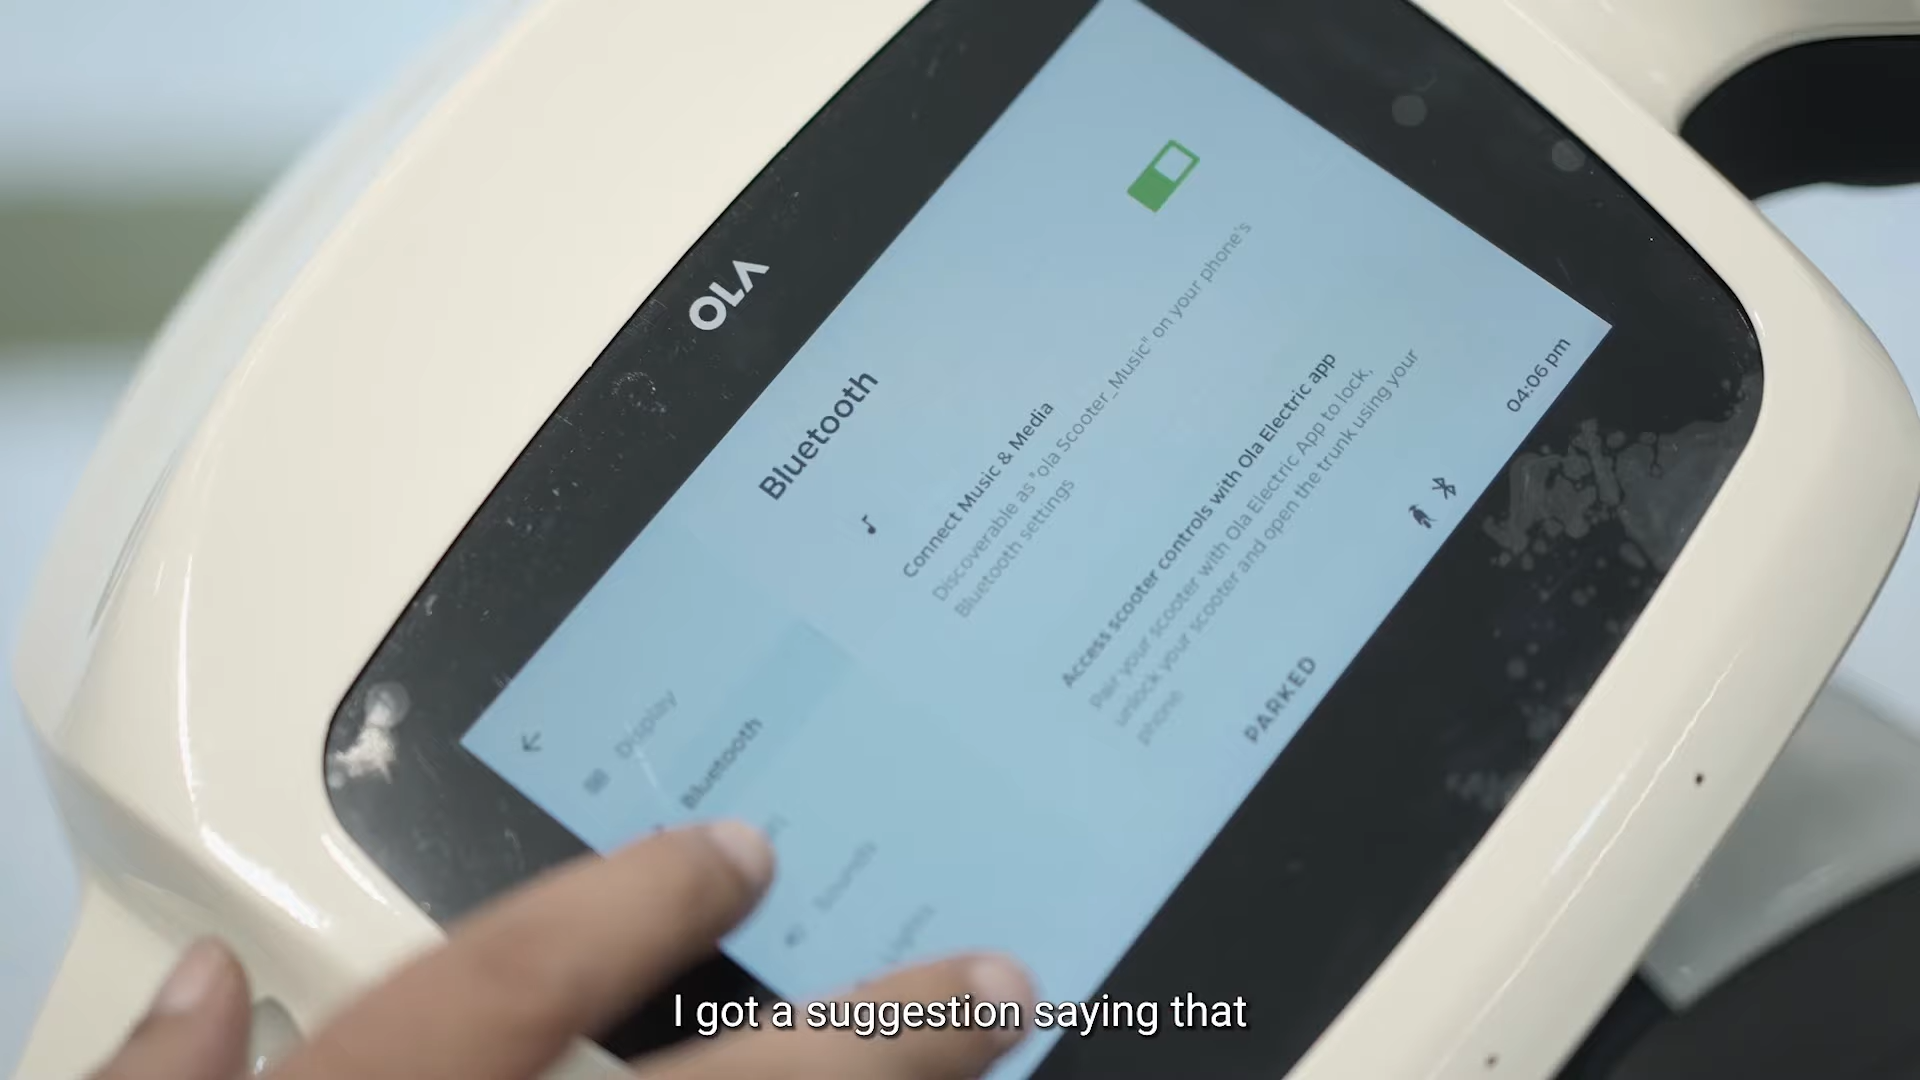 OLA
Bluetooth
Connect Music & Media
Discoverable as "ola Scooter_Music" on your phone's
Bluetooth settings
Access scooter controls with Ola Electric app
Pair your scooter with Ola Electric App to lock,
unlock your scooter and open the trunk using your
phone
Display
Bluetooth
Sounds
Lights
PARKED
04:06 pm
I got a suggestion saying that